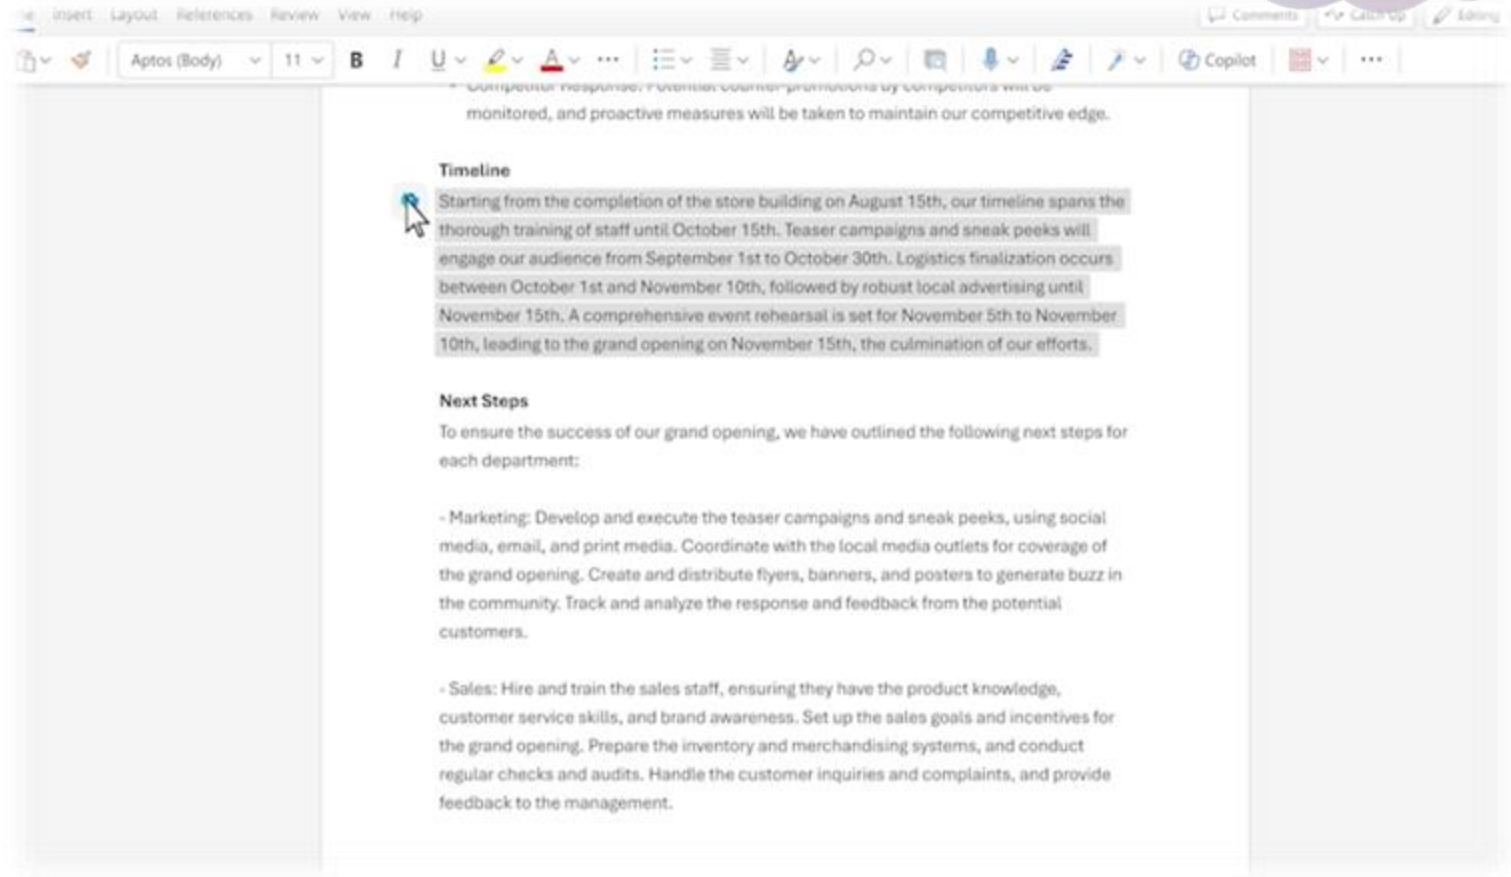 Insert Layout References Review View Help Comments Catch Up Editing
Aptos (Body) 11 B I U A Copilot
Competitor Response: Potential counter-promotions by competitors will be
monitored, and proactive measures will be taken to maintain our competitive edge.
Timeline
Starting from the completion of the store building on August 15th, our timeline spans the
thorough training of staff until October 15th. Teaser campaigns and sneak peeks will
engage our audience from September 1st to October 30th. Logistics finalization occurs
between October 1st and November 10th, followed by robust local advertising until
November 15th. A comprehensive event rehearsal is set for November 5th to November
10th, leading to the grand opening on November 15th, the culmination of our efforts.
Next Steps
To ensure the success of our grand opening, we have outlined the following next steps for
each department:
- Marketing: Develop and execute the teaser campaigns and sneak peeks, using social
media, email, and print media. Coordinate with the local media outlets for coverage of
the grand opening. Create and distribute flyers, banners, and posters to generate buzz in
the community. Track and analyze the response and feedback from the potential
customers.
- Sales: Hire and train the sales staff, ensuring they have the product knowledge,
customer service skills, and brand awareness. Set up the sales goals and incentives for
the grand opening. Prepare the inventory and merchandising systems, and conduct
regular checks and audits. Handle the customer inquiries and complaints, and provide
feedback to the management.